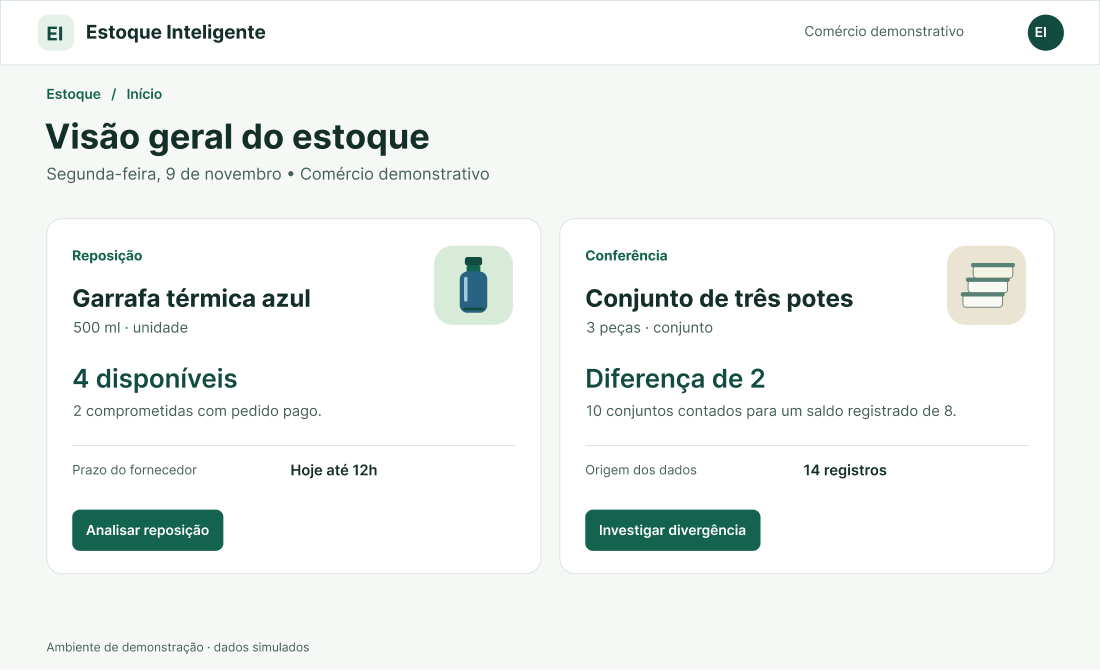 EI Estoque Inteligente
Comércio demonstrativo
EI
Estoque / Início
Visão geral do estoque
Segunda-feira, 9 de novembro • Comércio demonstrativo
Reposição
Garrafa térmica azul
500 ml · unidade
4 disponíveis
2 comprometidas com pedido pago.
Prazo do fornecedor Hoje até 12h
Analisar reposição
Conferência
Conjunto de três potes
3 peças · conjunto
Diferença de 2
10 conjuntos contados para um saldo registrado de 8.
Origem dos dados 14 registros
Investigar divergência
Ambiente de demonstração · dados simulados